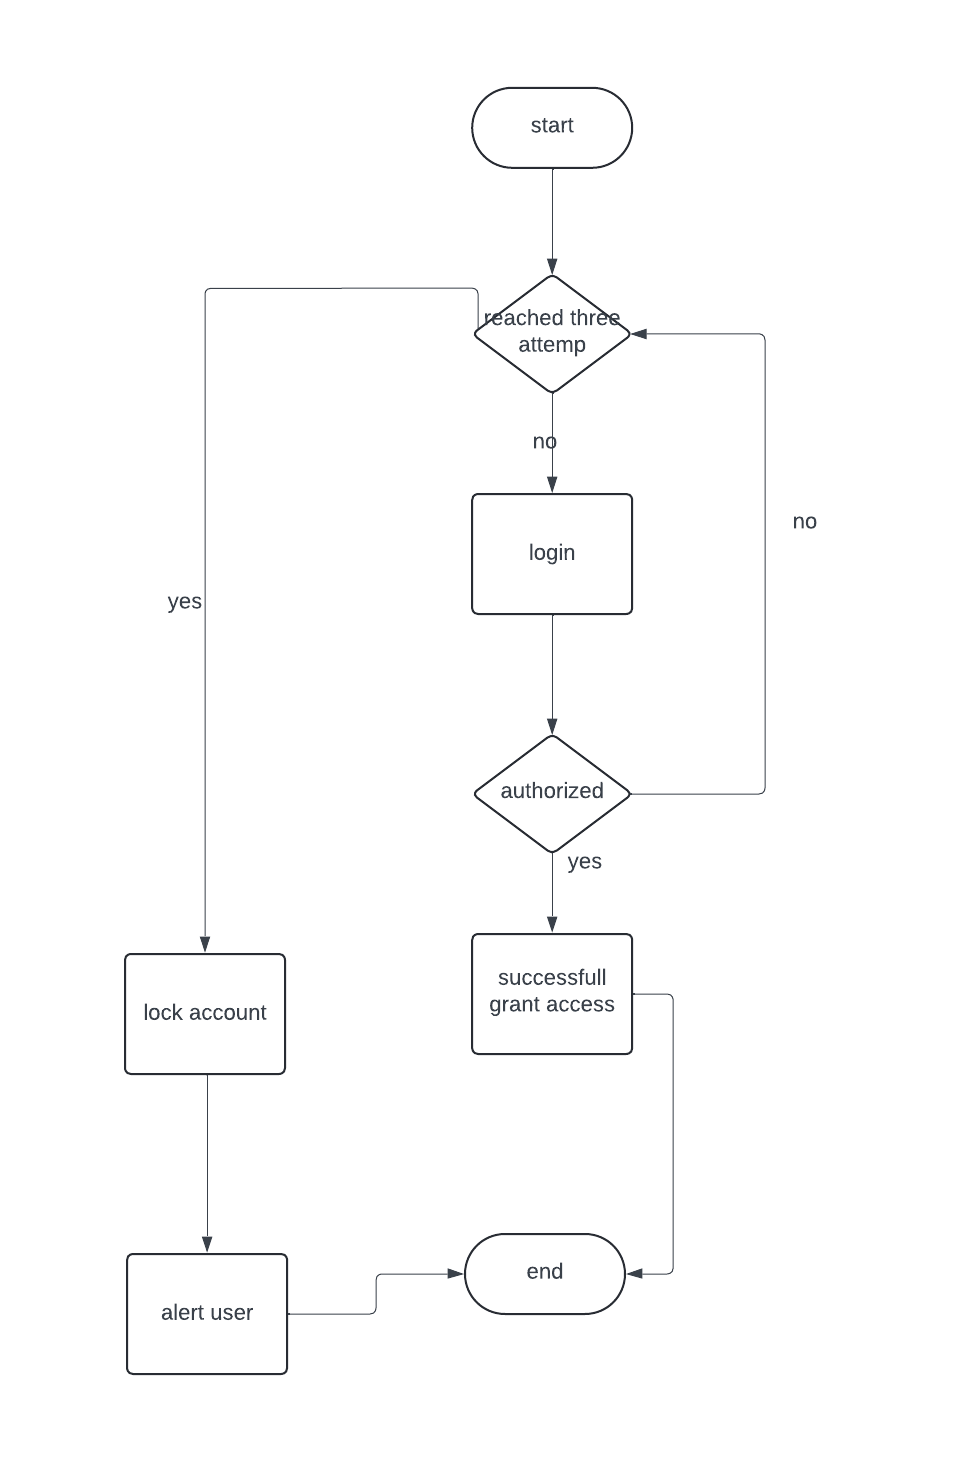 start
reached three
attemp
no
login
no
yes
authorized
yes
successfull
grant access
lock account
end
alert user